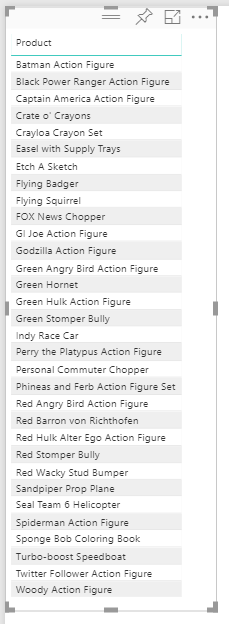 Product
Batman Action Figure
Black Power Ranger Action Figure
Captain America Action Figure
Crate o' Crayons
Crayloa Crayon Set
Easel with Supply Trays
Etch A Sketch
Flying Badger
Flying Squirrel
FOX News Chopper
GI Joe Action Figure
Godzilla Action Figure
Green Angry Bird Action Figure
Green Hornet
Green Hulk Action Figure
Green Stomper Bully
Indy Race Car
Perry the Platypus Action Figure
Personal Commuter Chopper
Phineas and Ferb Action Figure Set
Red Angry Bird Action Figure
Red Barron von Richthofen
Red Hulk Alter Ego Action Figure
Red Stomper Bully
Red Wacky Stud Bumper
Sandpiper Prop Plane
Seal Team 6 Helicopter
Spiderman Action Figure
Sponge Bob Coloring Book
Turbo-boost Speedboat
Twitter Follower Action Figure
Woody Action Figure